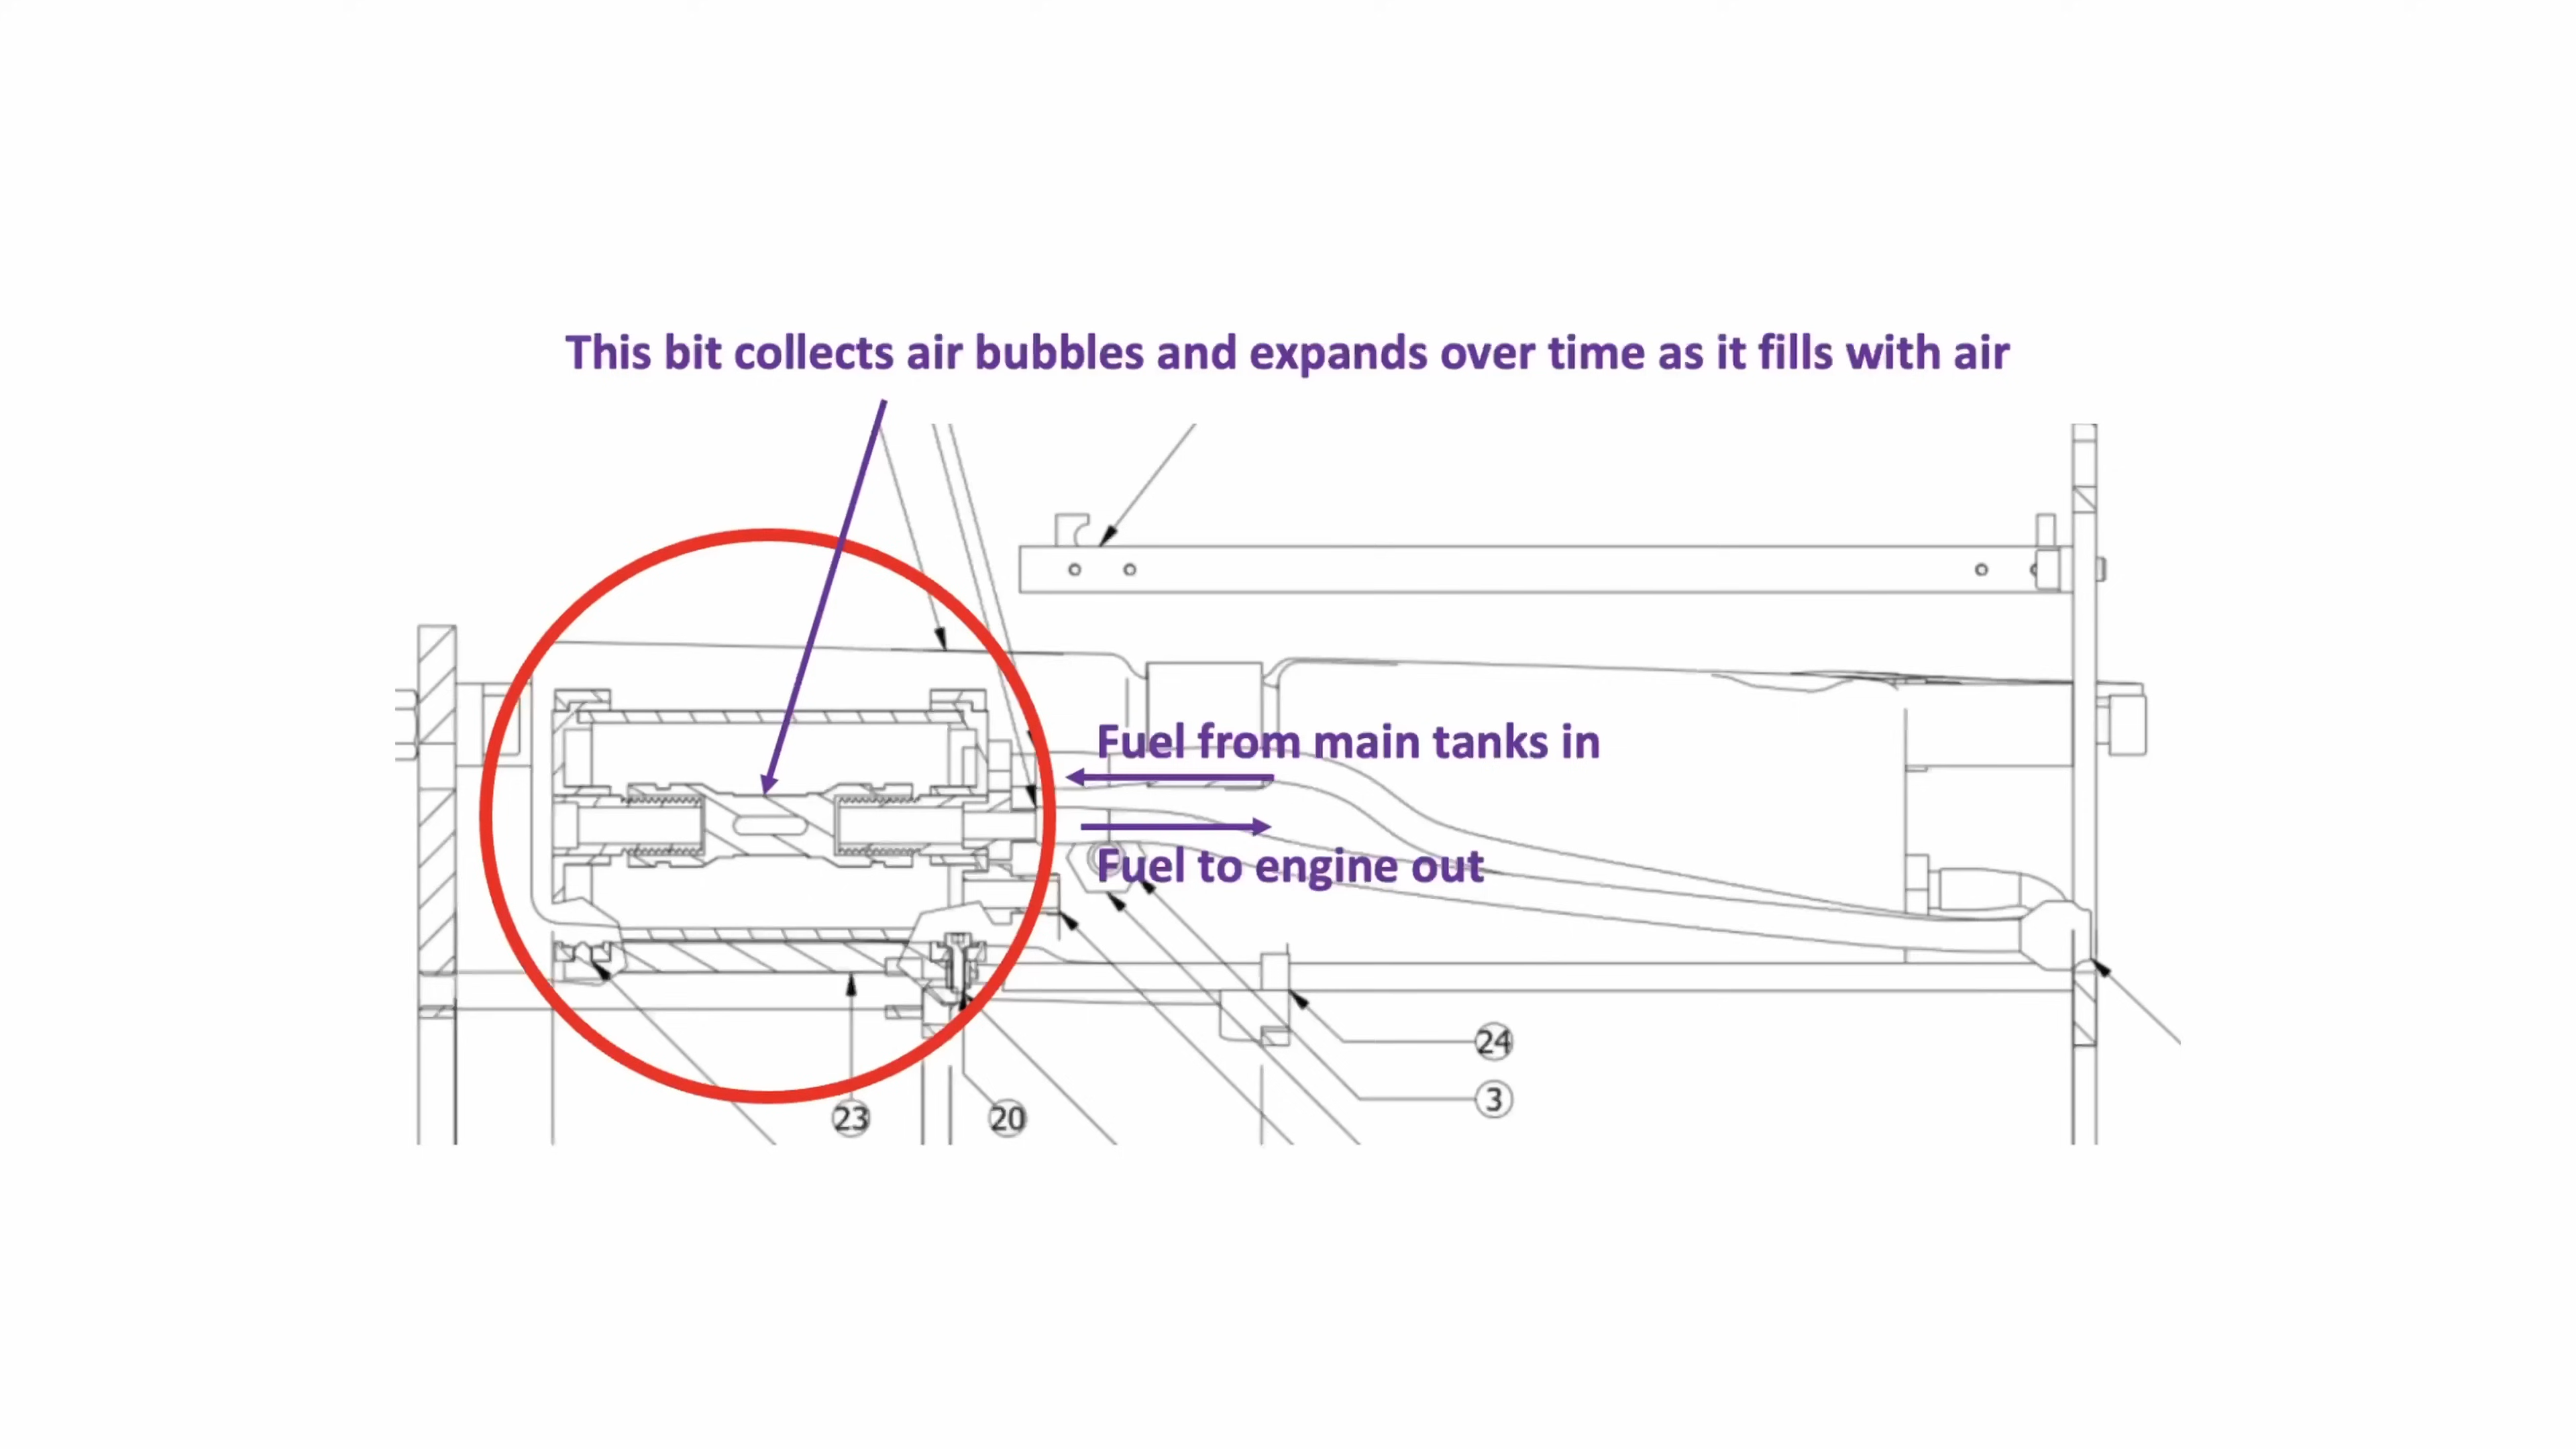 This bit collects air bubbles and expands over time as it fills with air
Fuel from main tanks in
Fuel to engine out
24
3
23
20